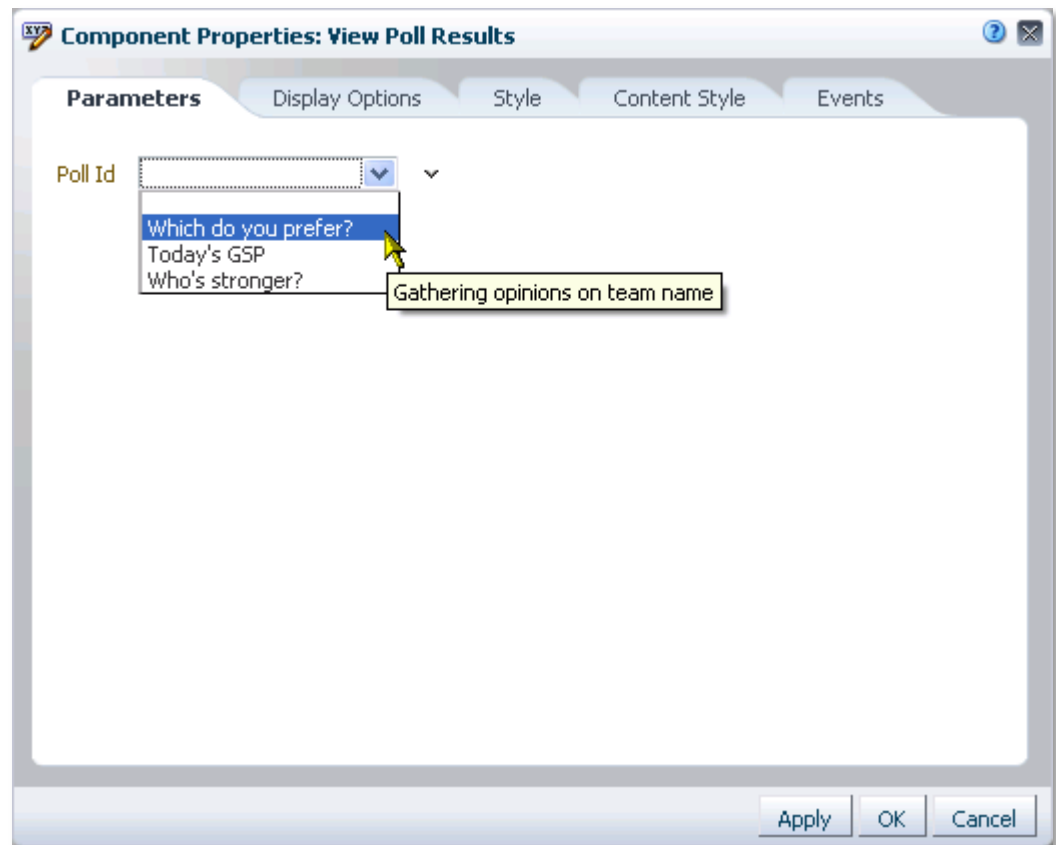 Component Properties: View Poll Results
Parameters Display Options Style Content Style Events
Poll Id
Which do you prefer?
Today's GSP
Who's stronger?
Gathering opinions on team name
Apply OK Cancel